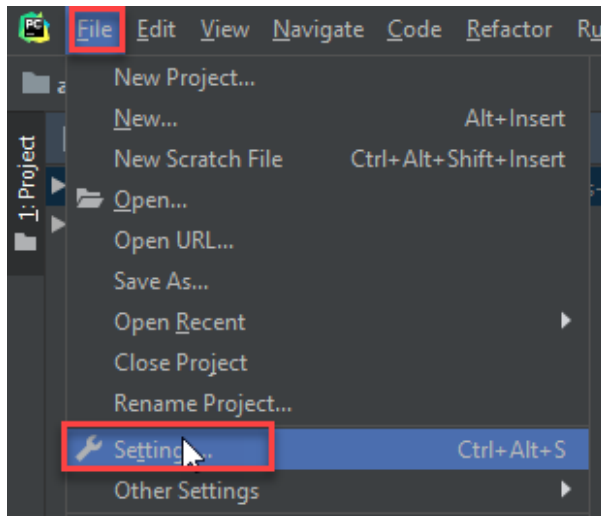 PC File Edit View Navigate Code Refactor
New Project...
New... Alt+Insert
New Scratch File Ctrl+Alt+Shift+Insert
1: Project
Open...
Open URL...
Save As...
Open Recent
Close Project
Rename Project...
Settings... Ctrl+Alt+S
Other Settings